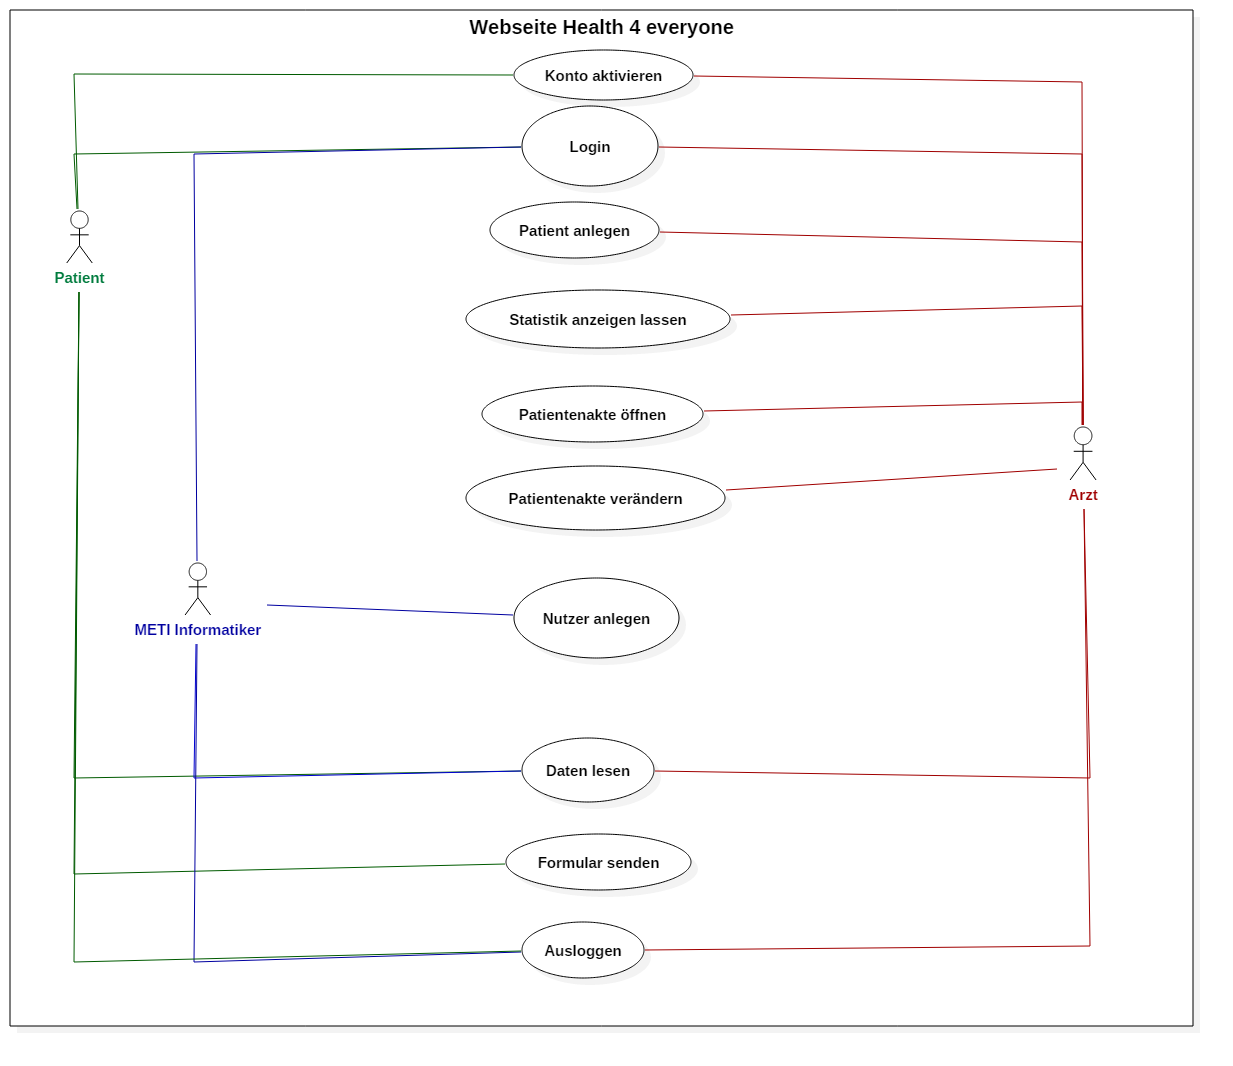 Webseite Health 4 everyone
Konto aktivieren
Login
Patient anlegen
Patient
Statistik anzeigen lassen
Patientenakte öffnen
Patientenakte verändern
Arzt
Nutzer anlegen
METI Informatiker
Daten lesen
Formular senden
Ausloggen